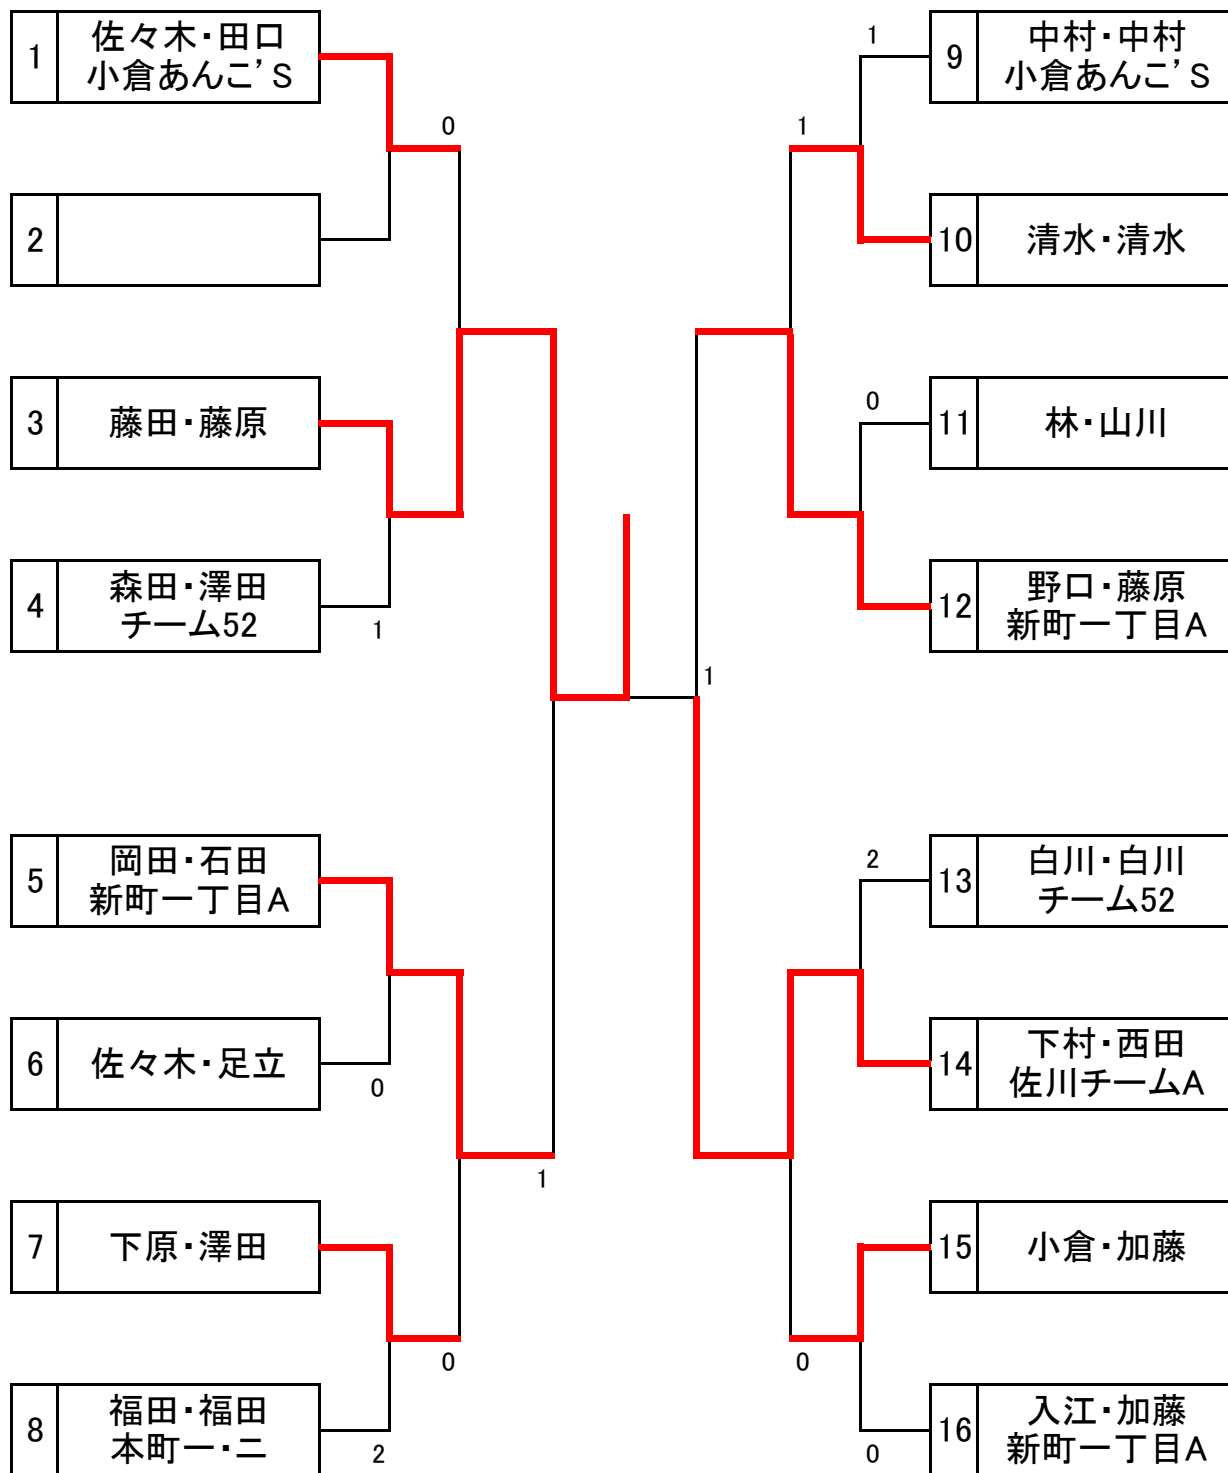 1
佐々木・田口
小倉あんこ’S
0
2
3
藤田・藤原
4
森田・澤田
チーム52
1
5
岡田・石田
新町一丁目A
6
佐々木・足立
0
1
7
下原・澤田
0
8
福田・福田
本町一・二
2
1
9
中村・中村
小倉あんこ’S
1
10
清水・清水
0
11
林・山川
12
野口・藤原
新町一丁目A
1
2
13
白川・白川
チーム52
14
下村・西田
佐川チームA
15
小倉・加藤
0
16
入江・加藤
新町一丁目A
0